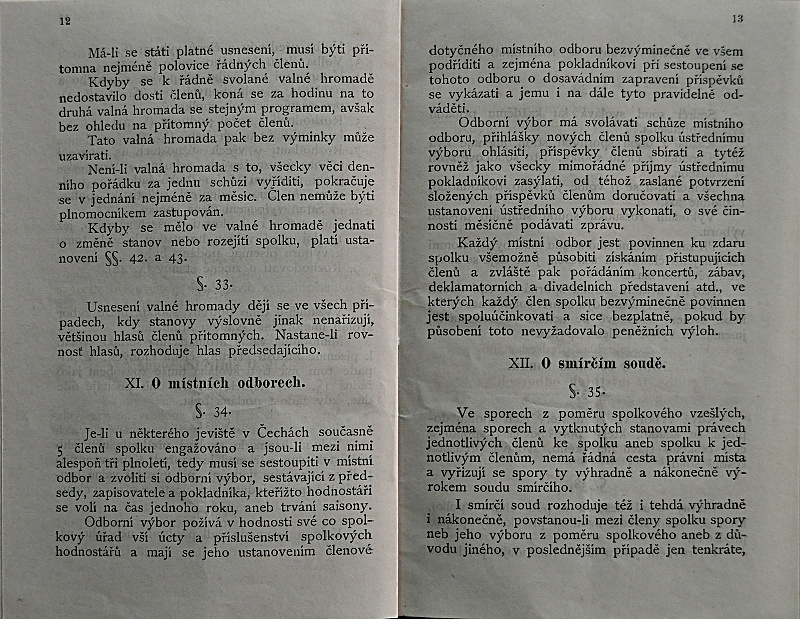 12
Má-li se státi platné usnesení, musí býti pří-
tomna nejméně polovice řádných členů.
Kdyby se k řádně svolané valné hromadě
nedostavilo dosti členů, koná se za hodinu na to
druhá valná hromada se stejným programem, avšak
bez ohledu na přítomný počet členů.
Tato valná hromada pak bez výminky může
uzavírati.
Není-li valná hromada s to, všecky věci den-
ního pořádku za jednu schůzi vyříditi, pokračuje
se v jednání nejméně za měsíc. Člen nemůže býti
plnomocníkem zastupován.
Kdyby se mělo ve valné hromadě jednati
o změně stanov nebo rozejití spolku, platí usta-
novení §§. 42. a 43.
§. 33.
Usnesení valné hromady dějí se ve všech pří-
padech, kdy stanovy výslovně jinak nenařizují,
většinou hlasů členů přítomných. Nastane-li rov-
nosť hlasů, rozhoduje hlas předsedajícího.
XI. O místních odborech.
§. 34.
Je-li u některého jeviště v Čechách současně
5 členů spolku engažováno a jsou-li mezi nimi
alespoň tři plnoletí, tedy musí se sestoupiti v místní
odbor a zvoliti si odborní výbor, sestávající z před-
sedy, zapisovatele a pokladníka, kteřížto hodnostáři
se volí na čas jednoho roku, aneb trvání saisony.
Odborní výbor požívá v hodnosti své co spol-
kový úřad vší úcty a příslušenství spolkových
hodnostářů a mají se jeho ustanovením členové
13
dotyčného místního odboru bezvýminečně ve všem
podříditi a zejména pokladníkovi při sestoupení se
tohoto odboru o dosavádním zapravení příspěvků
se vykázati a jemu i na dále tyto pravidelně od-
váděti.
Odborní výbor má svolávati schůze místního
odboru, přihlášky nových členů spolku ústřednímu
výboru ohlásiti, příspěvky členů sbírati a tytéž
rovněž jako všecky mimořádné příjmy ústřednímu
pokladníkovi zasýlati, od téhož zaslané potvrzení
složených příspěvků členům doručovati a všechna
ustanovení ústředního výboru vykonati, o své čin-
nosti měsíčně podávati zprávu.
Každý místní odbor jest povinnen ku zdaru
spolku všemožně působiti získáním přistupujících
členů a zvláště pak pořádáním koncertů, zábav,
deklamatorních a divadelních představení atd., ve
kterých každý člen spolku bezvýminečně povinnen
jest spoluúčinkovati a sice bezplatně, pokud by
působení toto nevyžadovalo peněžních výloh.
XII. O smírčím soudě.
§. 35.
Ve sporech z poměru spolkového vzešlých,
zejména sporech a vytknutých stanovami právech
jednotlivých členů ke spolku aneb spolku k jed-
notlivým členům, nemá řádná cesta právní místa
a vyřizují se spory ty výhradně a nákonečně vý-
rokem soudu smírčího.
I smírčí soud rozhoduje též i tehdá výhradně
i nákonečně, povstanou-li mezi členy spolku spory
neb jeho výboru z poměru spolkového aneb z dů-
vodu jiného, v poslednějším případě jen tenkráte,